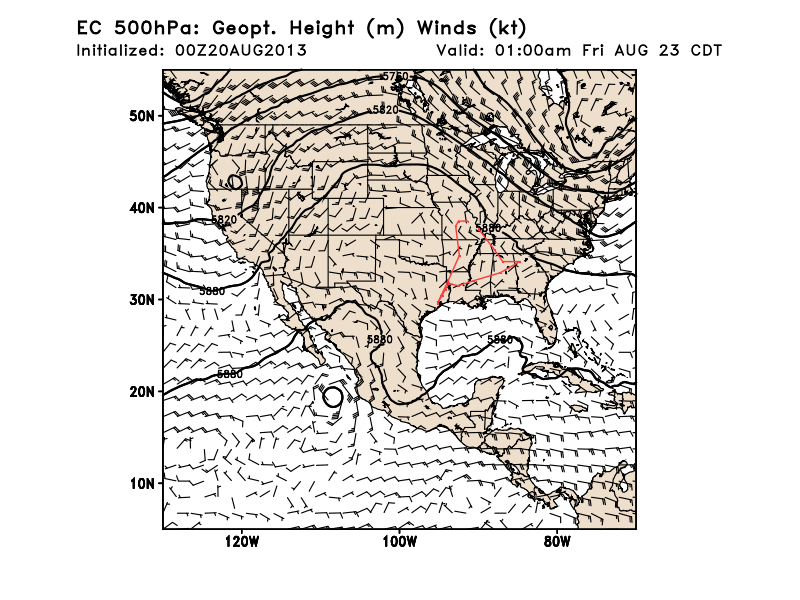 EC 500hPa: Geopt. Height (m) Winds (kt)
Initialized: 00Z20AUG2013 Valid: 01:00am Fri AUG 23 CDT
5760
50N
5820
40N
5820
5880
5880
30N
5880
5880
5880
20N
10N
120W 100W 80W